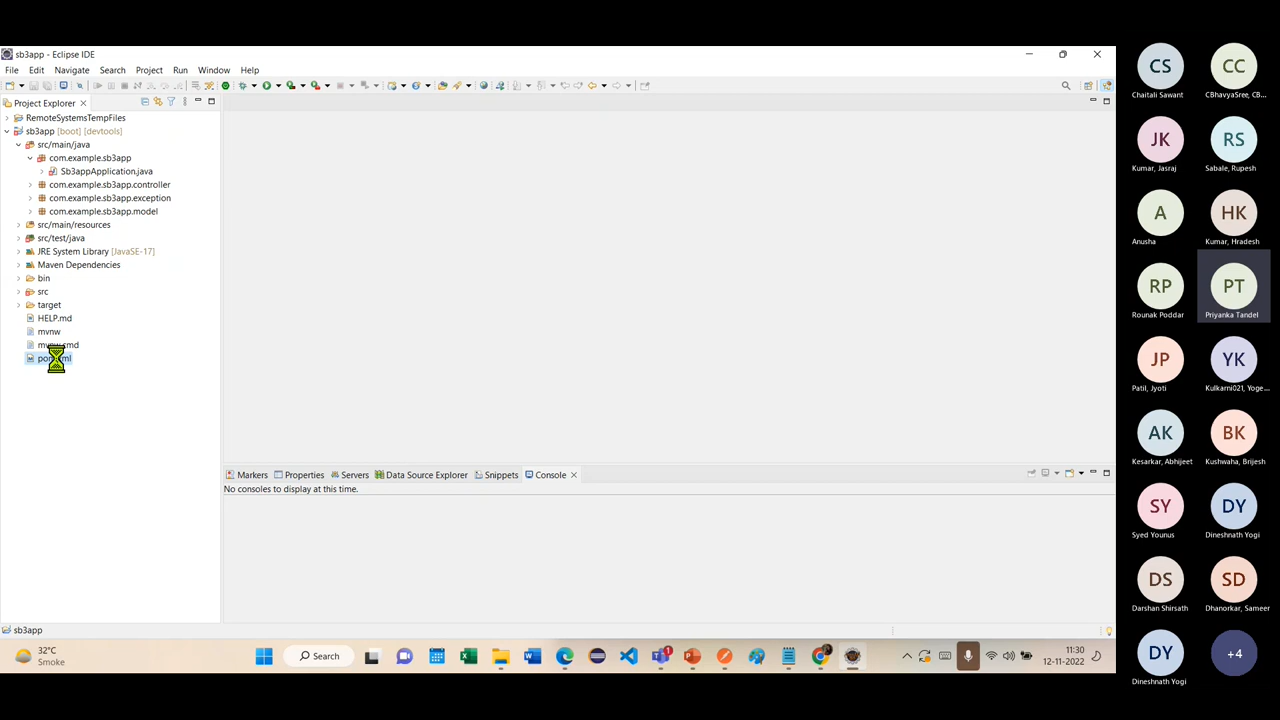 sb3app - Eclipse IDE
File Edit Navigate Search Project Run Window Help
Project Explorer
RemoteSystemsTempFiles
sb3app [boot] [devtools]
src/main/java
com.example.sb3app
Sb3appApplication.java
com.example.sb3app.controller
com.example.sb3app.exception
com.example.sb3app.model
src/main/resources
src/test/java
JRE System Library [JavaSE-17]
Maven Dependencies
bin
src
target
HELP.md
mvnw
mvnw.cmd
pom.xml
Markers Properties Servers Data Source Explorer Snippets Console
No consoles to display at this time.
sb3app
32°C
Smoke
Search
1
11:30
12-11-2022
CS
Chaitali Sawant
CC
CBhavyaSree, CB...
JK
Kumar, Jasraj
RS
Sabale, Rupesh
A
Anusha
HK
Kumar, Hradesh
RP
Rounak Poddar
PT
Priyanka Tandel
JP
Patil, Jyoti
YK
Kulkarni021, Yoge...
AK
Kesarkar, Abhijeet
BK
Kushwaha, Brijesh
SY
Syed Younus
DY
Dineshnath Yogi
DS
Darshan Shirsath
SD
Dhanorkar, Sameer
DY
Dineshnath Yogi
+4